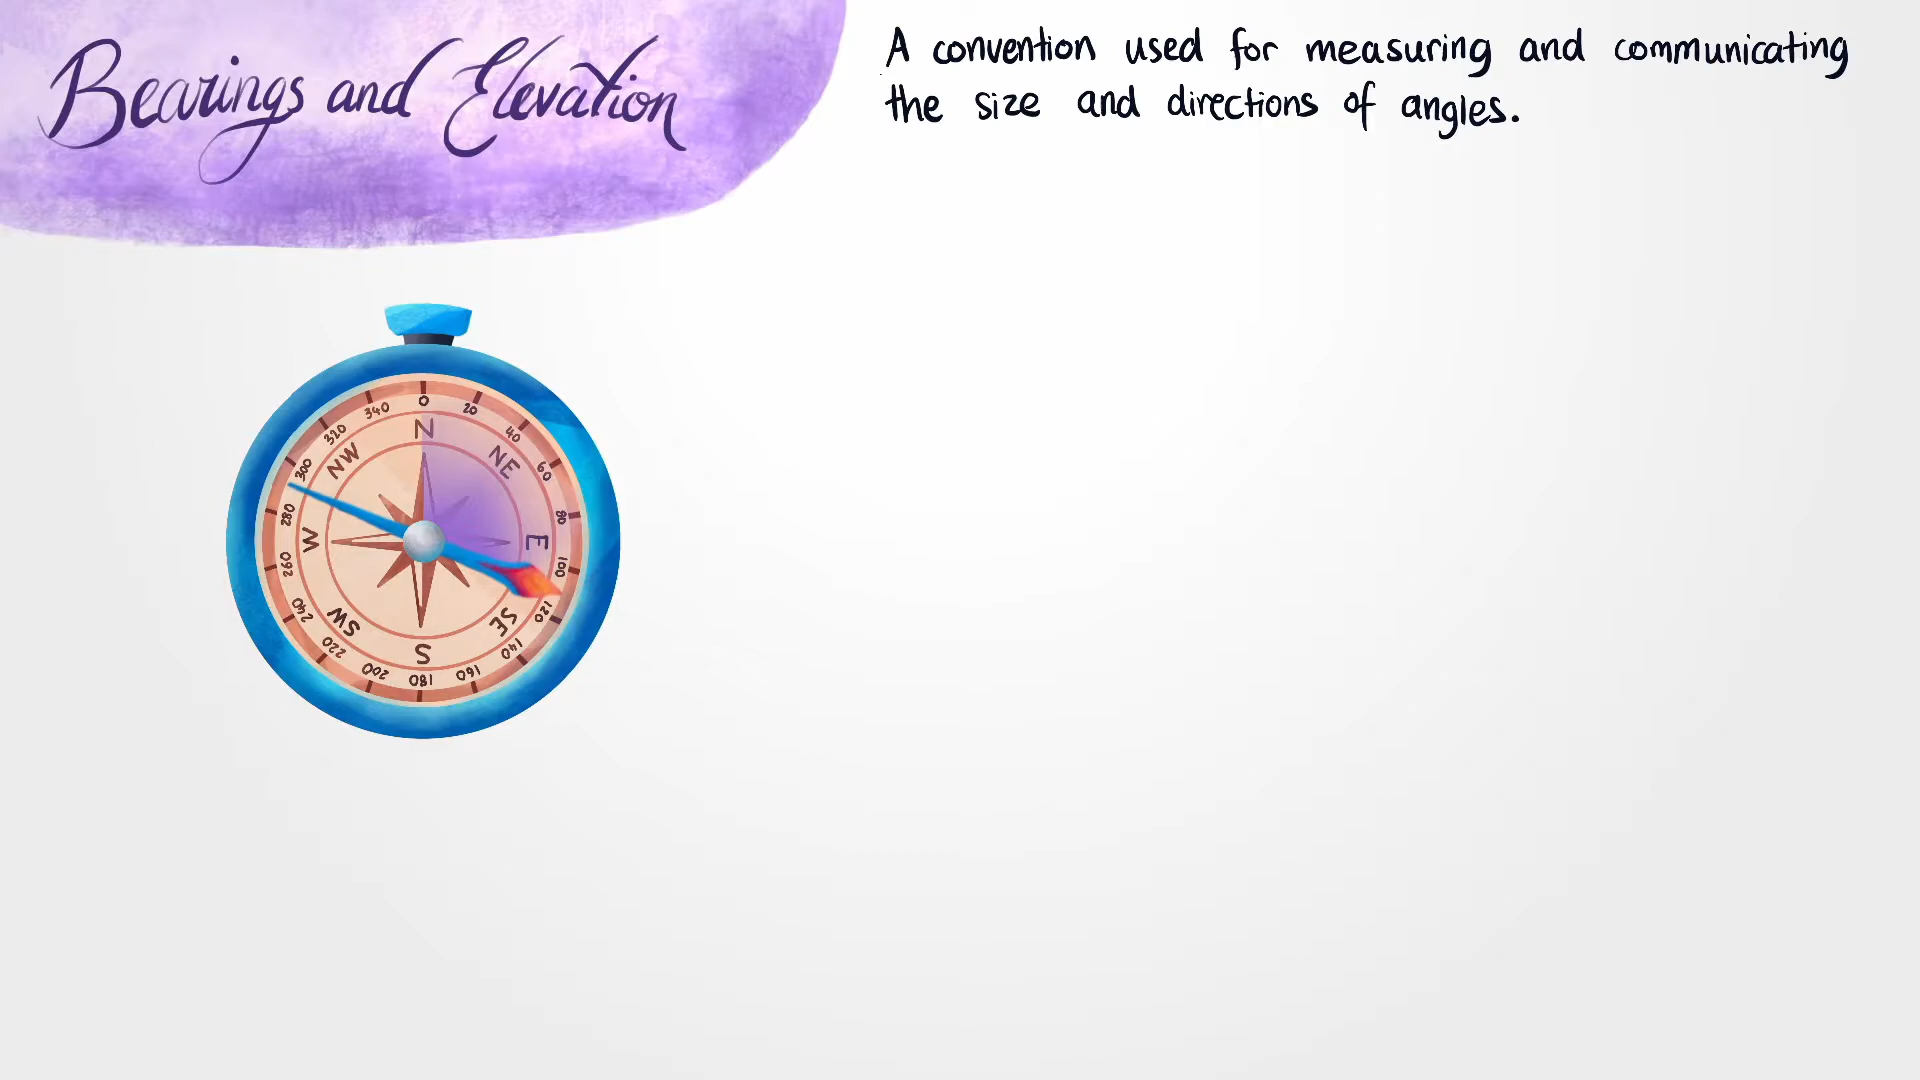 Bearings and Elevation
A convention used for measuring and communicating
the size and directions of angles.
0
20
40
60
80
100
120
140
160
180
200
220
240
260
280
300
320
340
N
NE
E
SE
S
SW
W
NW